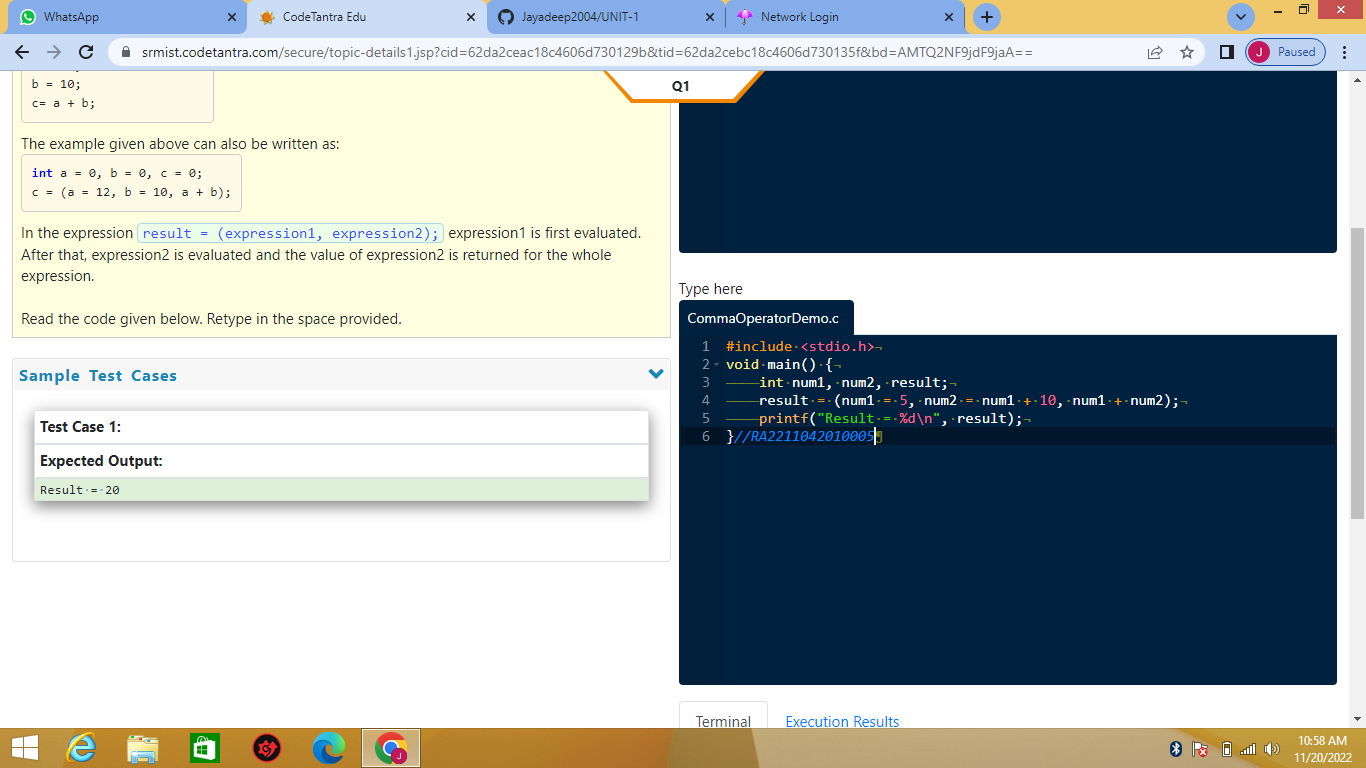 WhatsApp
CodeTantra Edu
Jayadeep2004/UNIT-1
Network Login
srmist.codetantra.com/secure/topic-details1.jsp?cid=62da2ceac18c4606d730129b&tid=62da2cebc18c4606d730135f&bd=AMTQ2NF9jdF9jaA==
J Paused
Q1
b = 10;
c= a + b;
The example given above can also be written as:
int a = 0, b = 0, c = 0;
c = (a = 12, b = 10, a + b);
In the expression result = (expression1, expression2); expression1 is first evaluated.
After that, expression2 is evaluated and the value of expression2 is returned for the whole
expression.
Read the code given below. Retype in the space provided.
Sample Test Cases
Test Case 1:
Expected Output:
Result·=·20
Type here
CommaOperatorDemo.c
1 #include·<stdio.h>¬
2 void·main()·{¬
3 ————int·num1,·num2,·result;¬
4 ————result·=·(num1·=·5,·num2·=·num1·+·10,·num1·+·num2);¬
5 ————printf("Result·=·%d\n",·result);¬
6 }//RA2211042010005¶
Terminal
Execution Results
J
10:58 AM
11/20/2022